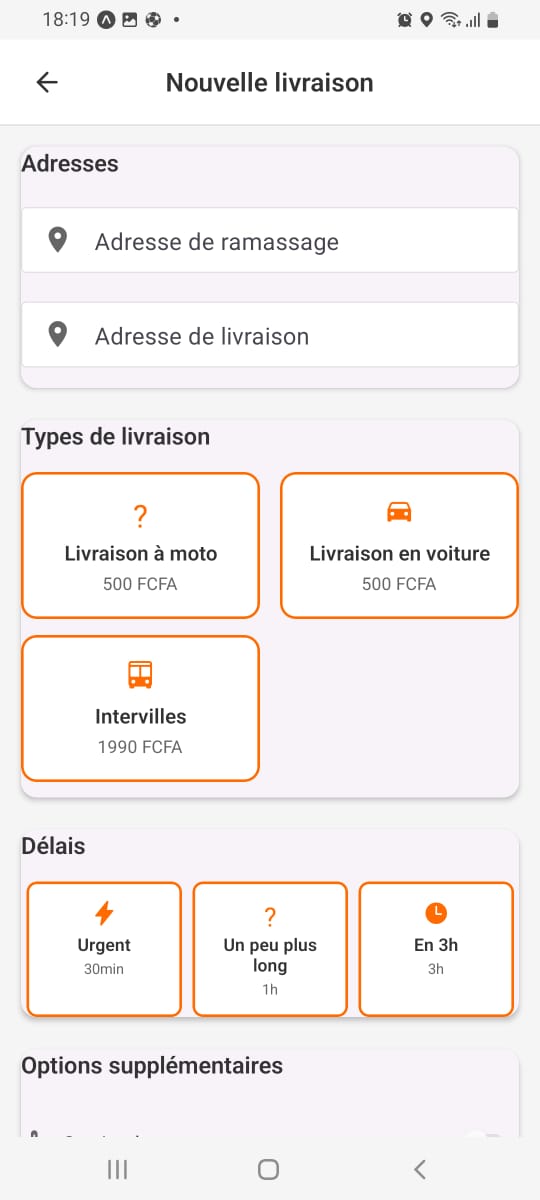 18:19
Nouvelle livraison
Adresses
Adresse de ramassage
Adresse de livraison
Types de livraison
?
Livraison à moto
500 FCFA
Livraison en voiture
500 FCFA
Intervilles
1990 FCFA
Délais
Urgent
30min
?
Un peu plus
long
1h
En 3h
3h
Options supplémentaires